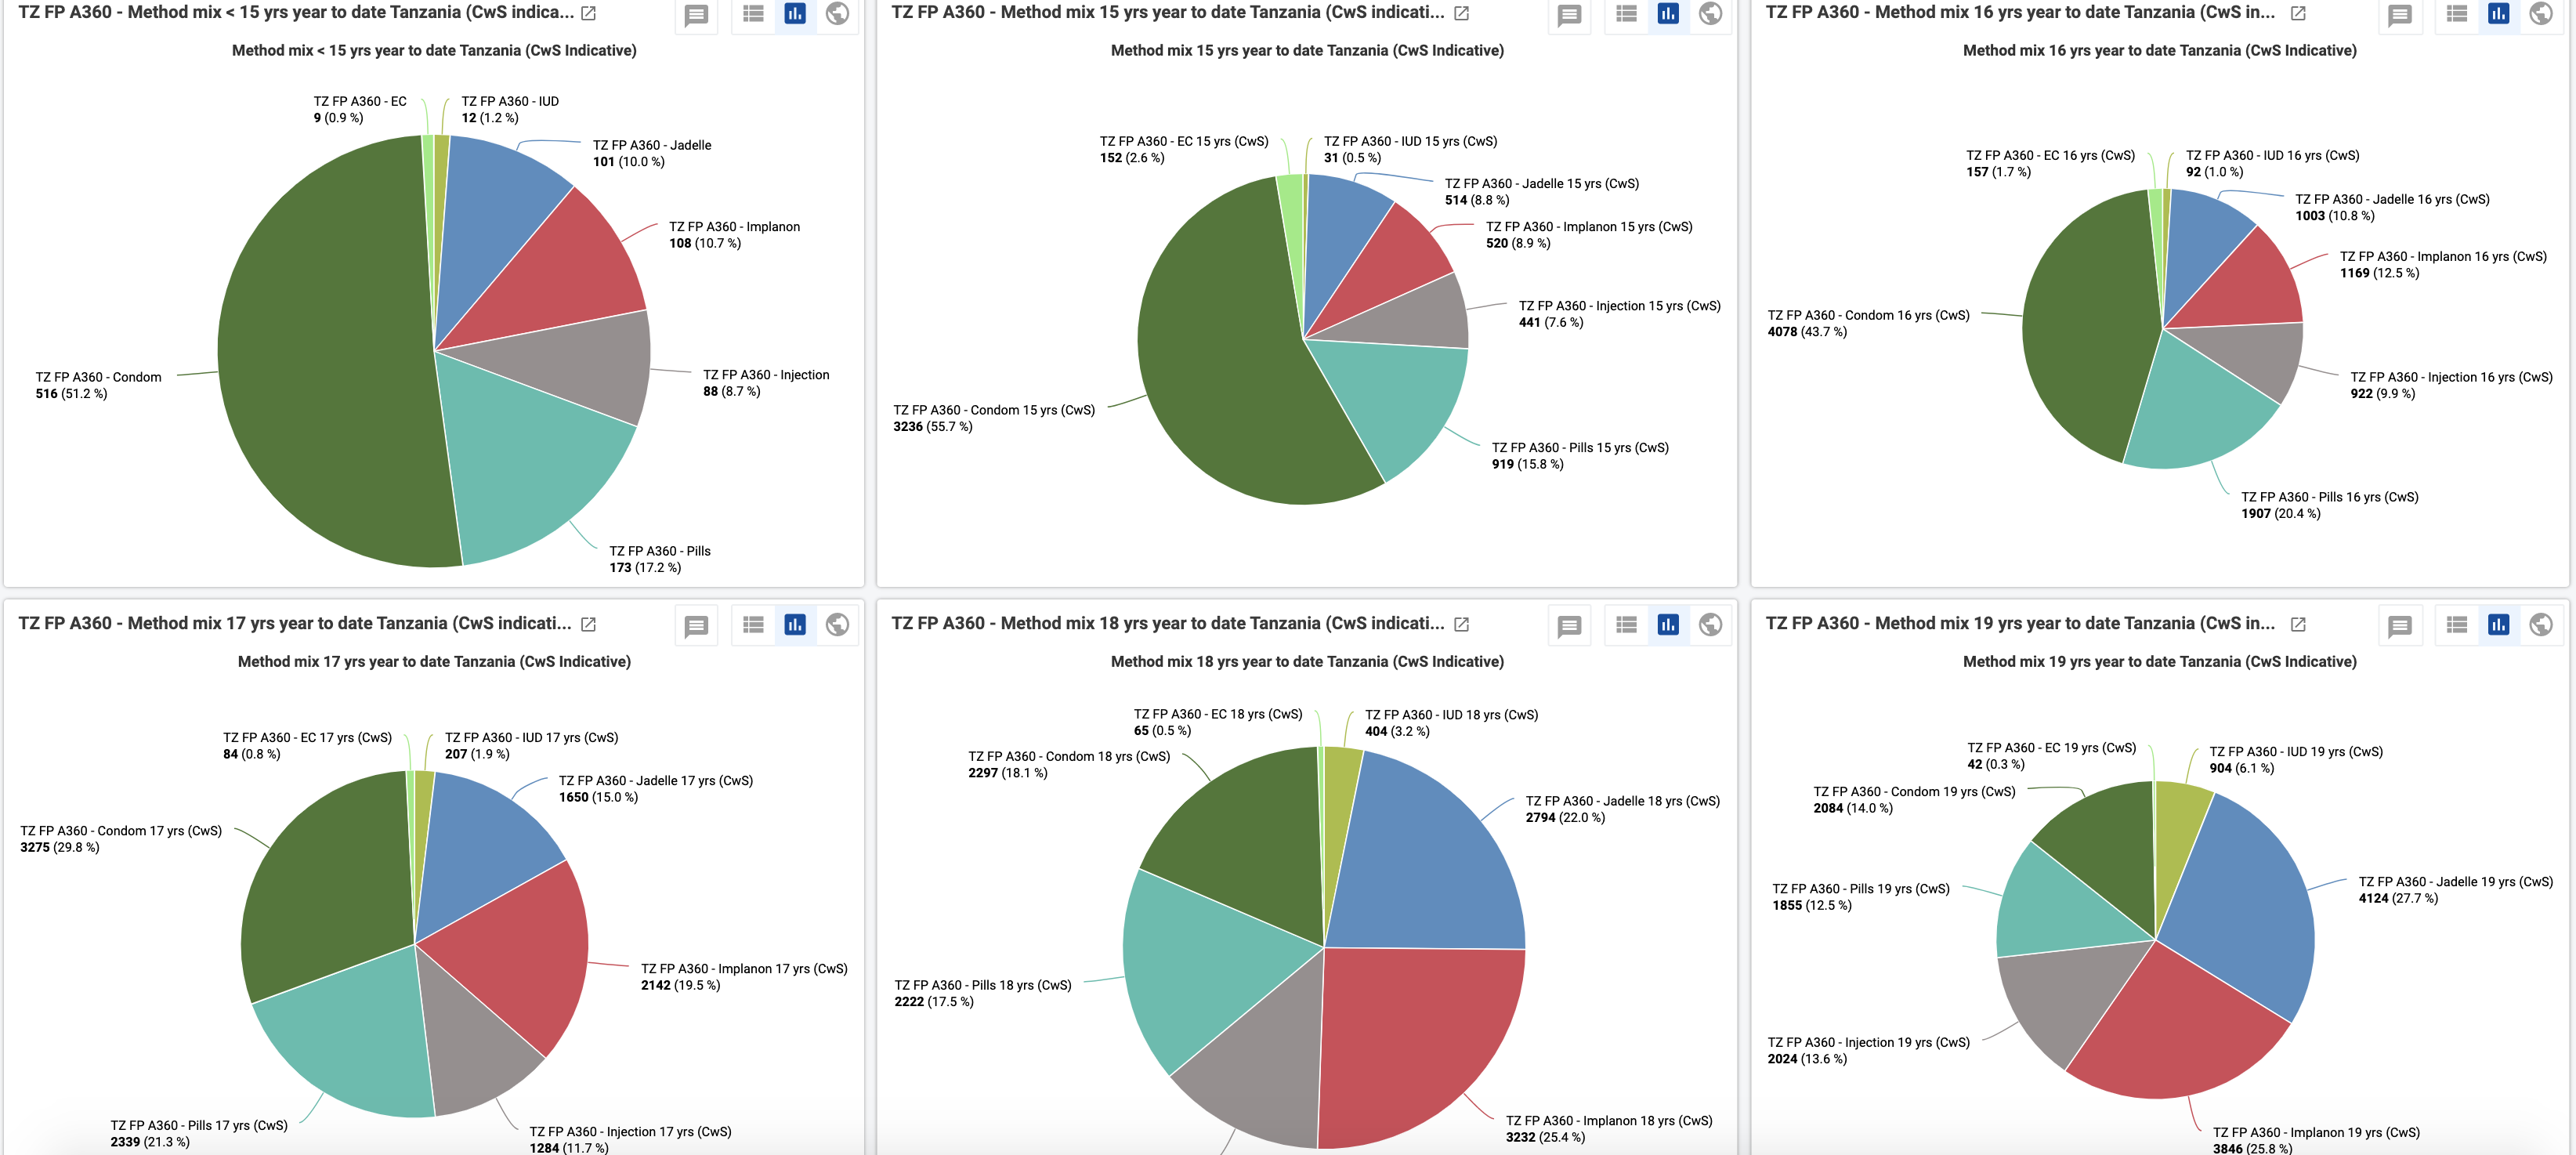 TZ FP A360 - Method mix < 15 yrs year to date Tanzania (CwS indica...
Method mix < 15 yrs year to date Tanzania (CwS Indicative)
TZ FP A360 - EC
9 (0.9 %)
TZ FP A360 - IUD
12 (1.2 %)
TZ FP A360 - Jadelle
101 (10.0 %)
TZ FP A360 - Implanon
108 (10.7 %)
TZ FP A360 - Injection
88 (8.7 %)
TZ FP A360 - Condom
516 (51.2 %)
TZ FP A360 - Pills
173 (17.2 %)
TZ FP A360 - Method mix 15 yrs year to date Tanzania (CwS indicati...
Method mix 15 yrs year to date Tanzania (CwS Indicative)
TZ FP A360 - EC 15 yrs (CwS)
152 (2.6 %)
TZ FP A360 - IUD 15 yrs (CwS)
31 (0.5 %)
TZ FP A360 - Jadelle 15 yrs (CwS)
514 (8.8 %)
TZ FP A360 - Implanon 15 yrs (CwS)
520 (8.9 %)
TZ FP A360 - Injection 15 yrs (CwS)
441 (7.6 %)
TZ FP A360 - Condom 15 yrs (CwS)
3236 (55.7 %)
TZ FP A360 - Pills 15 yrs (CwS)
919 (15.8 %)
TZ FP A360 - Method mix 16 yrs year to date Tanzania (CwS in...
Method mix 16 yrs year to date Tanzania (CwS Indicative)
TZ FP A360 - EC 16 yrs (CwS)
157 (1.7 %)
TZ FP A360 - IUD 16 yrs (CwS)
92 (1.0 %)
TZ FP A360 - Jadelle 16 yrs (CwS)
1003 (10.8 %)
TZ FP A360 - Implanon 16 yrs (CwS)
1169 (12.5 %)
TZ FP A360 - Condom 16 yrs (CwS)
4078 (43.7 %)
TZ FP A360 - Injection 16 yrs (CwS)
922 (9.9 %)
TZ FP A360 - Pills 16 yrs (CwS)
1907 (20.4 %)
TZ FP A360 - Method mix 17 yrs year to date Tanzania (CwS indicati...
Method mix 17 yrs year to date Tanzania (CwS Indicative)
TZ FP A360 - EC 17 yrs (CwS)
84 (0.8 %)
TZ FP A360 - IUD 17 yrs (CwS)
207 (1.9 %)
TZ FP A360 - Jadelle 17 yrs (CwS)
1650 (15.0 %)
TZ FP A360 - Condom 17 yrs (CwS)
3275 (29.8 %)
TZ FP A360 - Implanon 17 yrs (CwS)
2142 (19.5 %)
TZ FP A360 - Pills 17 yrs (CwS)
2339 (21.3 %)
TZ FP A360 - Injection 17 yrs (CwS)
1284 (11.7 %)
TZ FP A360 - Method mix 18 yrs year to date Tanzania (CwS indicati...
Method mix 18 yrs year to date Tanzania (CwS Indicative)
TZ FP A360 - EC 18 yrs (CwS)
65 (0.5 %)
TZ FP A360 - IUD 18 yrs (CwS)
404 (3.2 %)
TZ FP A360 - Condom 18 yrs (CwS)
2297 (18.1 %)
TZ FP A360 - Jadelle 18 yrs (CwS)
2794 (22.0 %)
TZ FP A360 - Pills 18 yrs (CwS)
2222 (17.5 %)
TZ FP A360 - Implanon 18 yrs (CwS)
3232 (25.4 %)
TZ FP A360 - Method mix 19 yrs year to date Tanzania (CwS in...
Method mix 19 yrs year to date Tanzania (CwS Indicative)
TZ FP A360 - EC 19 yrs (CwS)
42 (0.3 %)
TZ FP A360 - IUD 19 yrs (CwS)
904 (6.1 %)
TZ FP A360 - Condom 19 yrs (CwS)
2084 (14.0 %)
TZ FP A360 - Jadelle 19 yrs (CwS)
4124 (27.7 %)
TZ FP A360 - Pills 19 yrs (CwS)
1855 (12.5 %)
TZ FP A360 - Injection 19 yrs (CwS)
2024 (13.6 %)
TZ FP A360 - Implanon 19 yrs (CwS)
3846 (25.8 %)